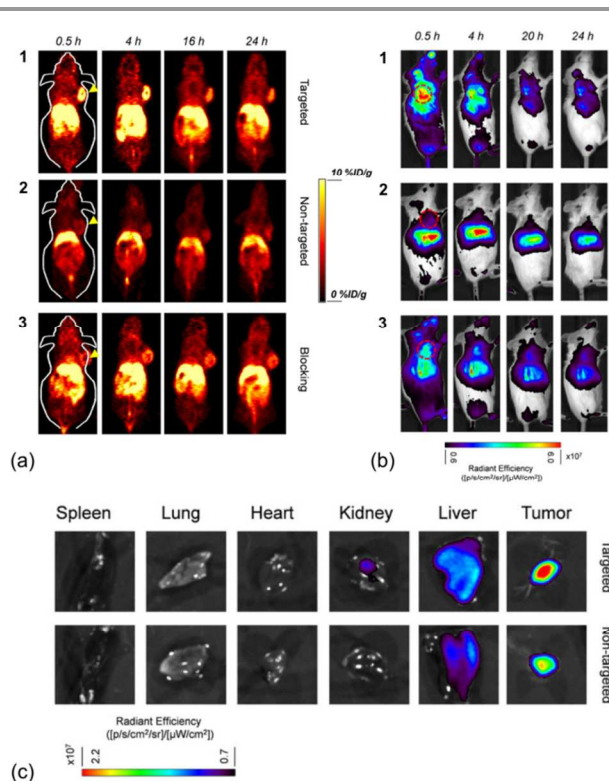 0.5 h 4 h 16 h 24 h
1
Targeted
2
Non-targeted
3
Blocking
10 %ID/g
0 %ID/g
(a)
0.5 h 4 h 20 h 24 h
1
2
3
0.6 6.0 x10⁷
Radiant Efficiency
([p/s/cm²/sr]/[µW/cm²])
(b)
Spleen Lung Heart Kidney Liver Tumor
Targeted
Non-targeted
Radiant Efficiency
([p/s/cm²/sr]/[µW/cm²])
x10⁷ 2.2 0.7
(c)